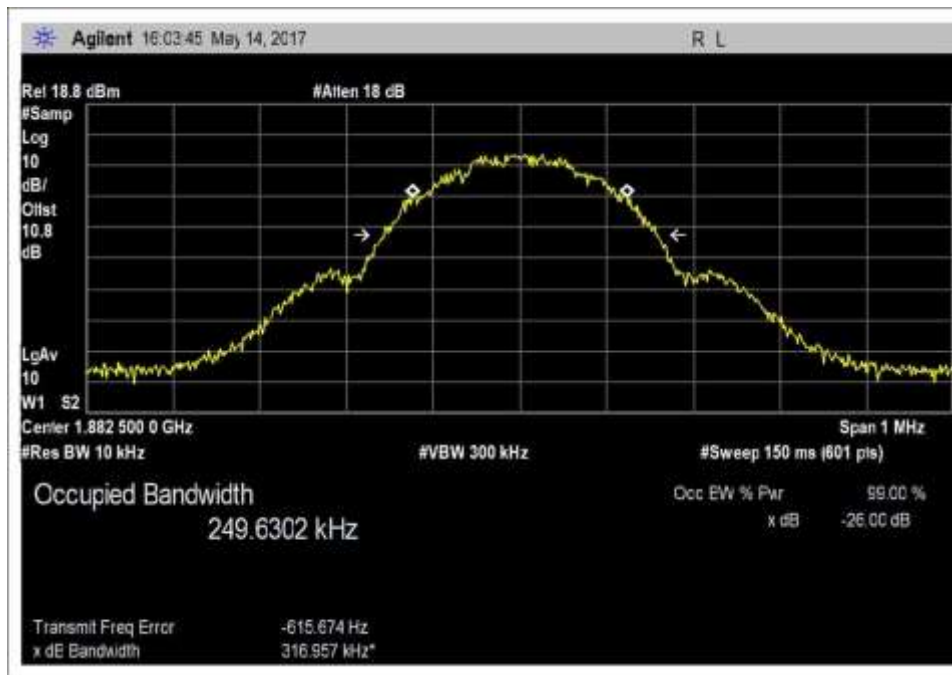 Agilent 16:03:45 May 14, 2017 R L
Ref 18.8 dBm #Atten 18 dB
#Samp
Log
10
dB/
Offst
10.8
dB
LgAv
10
W1 S2
Center 1.882 500 0 GHz Span 1 MHz
#Res BW 10 kHz #VBW 300 kHz #Sweep 150 ms (601 pts)
Occupied Bandwidth Occ BW % Pwr 99.00 %
249.6302 kHz x dB -26.00 dB
Transmit Freq Error -615.674 Hz
x dB Bandwidth 316.957 kHz*